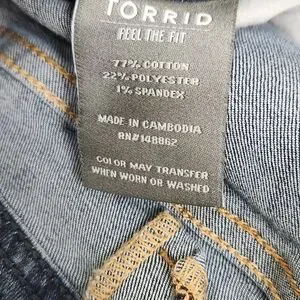 TORRID
FEEL THE FIT
77% COTTON
22% POLYESTER
1% SPANDEX
MADE IN CAMBODIA
RN#148862
COLOR MAY TRANSFER
WHEN WORN OR WASHED